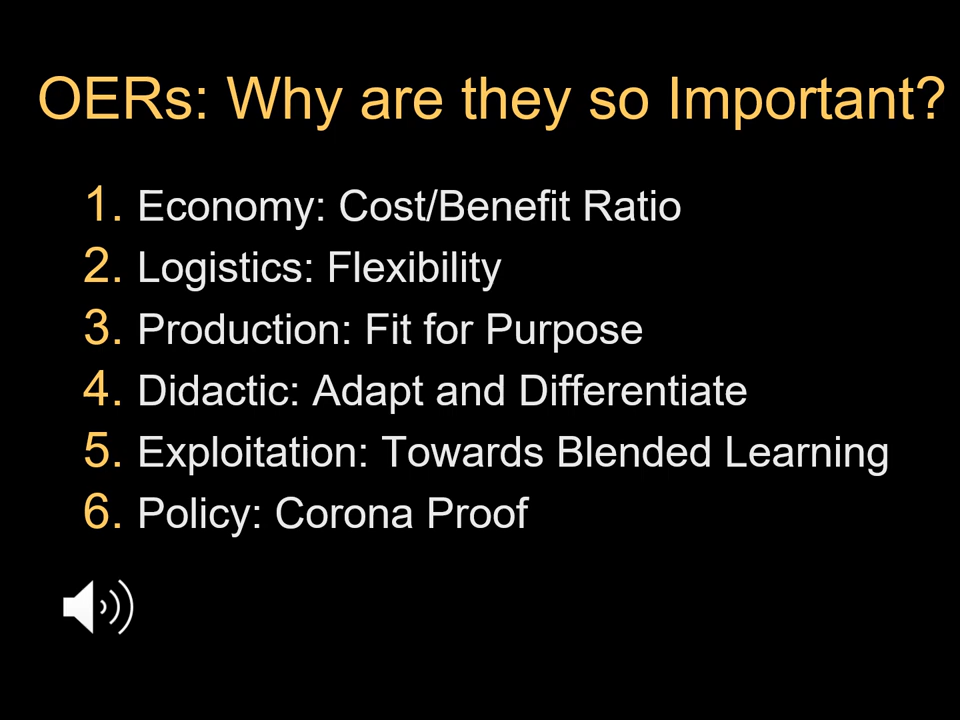 OERs: Why are they so Important?
1. Economy: Cost/Benefit Ratio
2. Logistics: Flexibility
3. Production: Fit for Purpose
4. Didactic: Adapt and Differentiate
5. Exploitation: Towards Blended Learning
6. Policy: Corona Proof